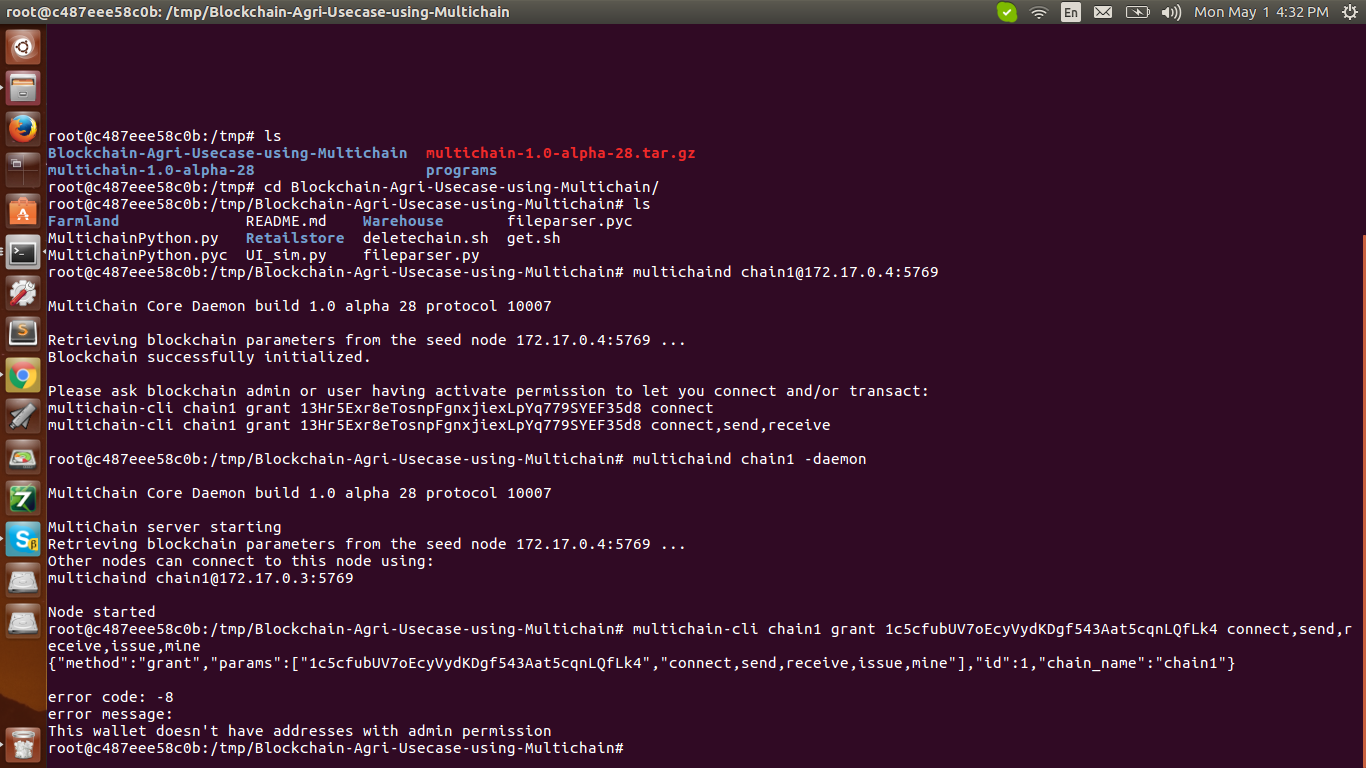 root@c487eee58c0b: /tmp/Blockchain-Agri-Usecase-using-Multichain
En
Mon May 1 4:32 PM
root@c487eee58c0b:/tmp# ls
Blockchain-Agri-Usecase-using-Multichain multichain-1.0-alpha-28.tar.gz
multichain-1.0-alpha-28 programs
root@c487eee58c0b:/tmp# cd Blockchain-Agri-Usecase-using-Multichain/
root@c487eee58c0b:/tmp/Blockchain-Agri-Usecase-using-Multichain# ls
Farmland README.md Warehouse fileparser.pyc
MultichainPython.py Retailstore deletechain.sh get.sh
MultichainPython.pyc UI_sim.py fileparser.py
root@c487eee58c0b:/tmp/Blockchain-Agri-Usecase-using-Multichain# multichaind chain1@172.17.0.4:5769
MultiChain Core Daemon build 1.0 alpha 28 protocol 10007
Retrieving blockchain parameters from the seed node 172.17.0.4:5769 ...
Blockchain successfully initialized.
Please ask blockchain admin or user having activate permission to let you connect and/or transact:
multichain-cli chain1 grant 13Hr5Exr8eTosnpFgnxjiexLpYq779SYEF35d8 connect
multichain-cli chain1 grant 13Hr5Exr8eTosnpFgnxjiexLpYq779SYEF35d8 connect,send,receive
root@c487eee58c0b:/tmp/Blockchain-Agri-Usecase-using-Multichain# multichaind chain1 -daemon
MultiChain Core Daemon build 1.0 alpha 28 protocol 10007
MultiChain server starting
Retrieving blockchain parameters from the seed node 172.17.0.4:5769 ...
Other nodes can connect to this node using:
multichaind chain1@172.17.0.3:5769
Node started
root@c487eee58c0b:/tmp/Blockchain-Agri-Usecase-using-Multichain# multichain-cli chain1 grant 1c5cfubUV7oEcyVydKDgf543Aat5cqnLQfLk4 connect,send,r
eceive,issue,mine
{"method":"grant","params":["1c5cfubUV7oEcyVydKDgf543Aat5cqnLQfLk4","connect,send,receive,issue,mine"],"id":1,"chain_name":"chain1"}
error code: -8
error message:
This wallet doesn't have addresses with admin permission
root@c487eee58c0b:/tmp/Blockchain-Agri-Usecase-using-Multichain#